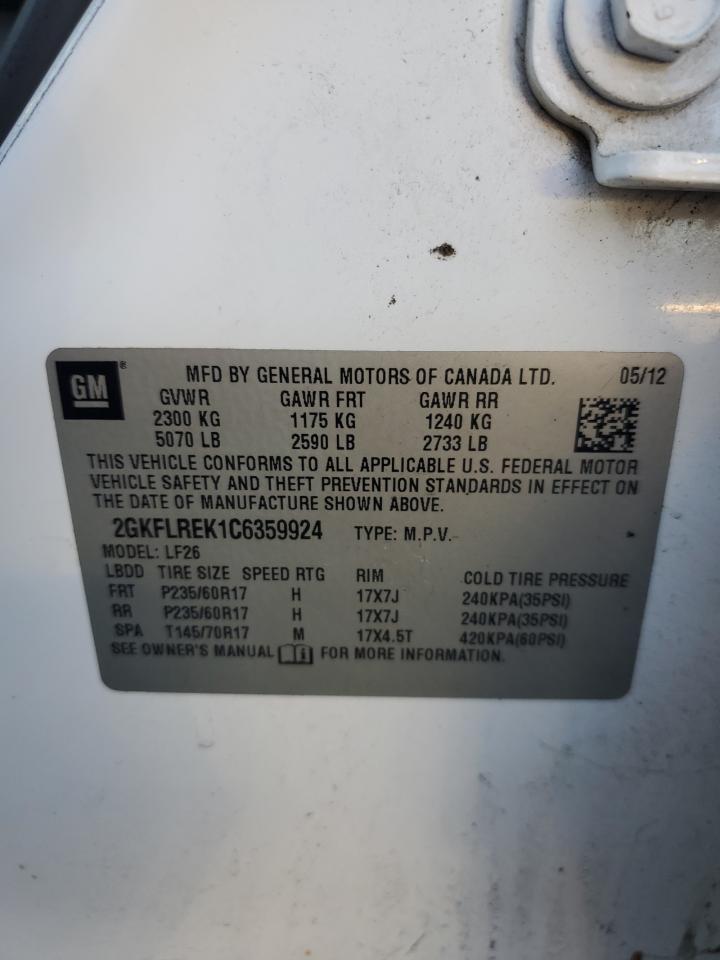 GM®
MFD BY GENERAL MOTORS OF CANADA LTD. 05/12
GVWR GAWR FRT GAWR RR
2300 KG 1175 KG 1240 KG
5070 LB 2590 LB 2733 LB
THIS VEHICLE CONFORMS TO ALL APPLICABLE U.S. FEDERAL MOTOR
VEHICLE SAFETY AND THEFT PREVENTION STANDARDS IN EFFECT ON
THE DATE OF MANUFACTURE SHOWN ABOVE.
2GKFLREK1C6359924 TYPE: M.P.V.
MODEL: LF26
LBDD TIRE SIZE SPEED RTG RIM COLD TIRE PRESSURE
FRT P235/60R17 H 17X7J 240KPA(35PSI)
RR P235/60R17 H 17X7J 240KPA(35PSI)
SPA T145/70R17 M 17X4.5T 420KPA(60PSI)
SEE OWNER'S MANUAL FOR MORE INFORMATION.